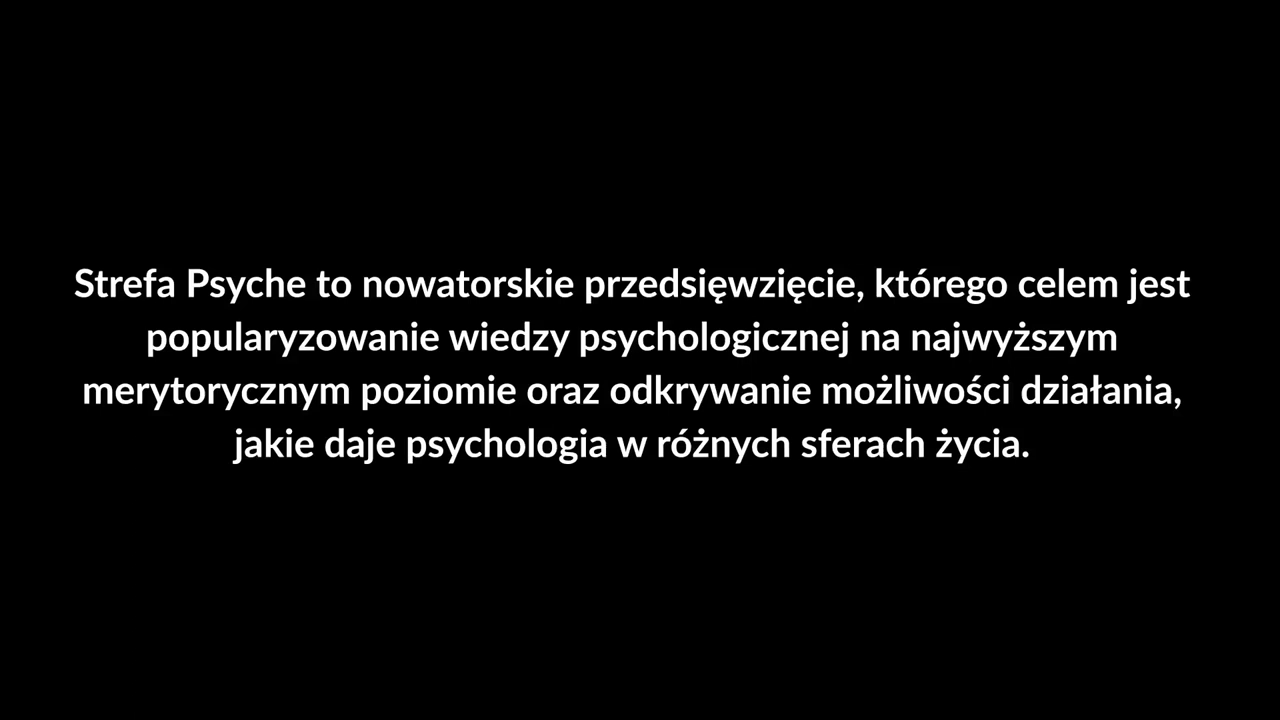 Strefa Psyche to nowatorskie przedsięwzięcie, którego celem jest
popularyzowanie wiedzy psychologicznej na najwyższym
merytorycznym poziomie oraz odkrywanie możliwości działania,
jakie daje psychologia w różnych sferach życia.